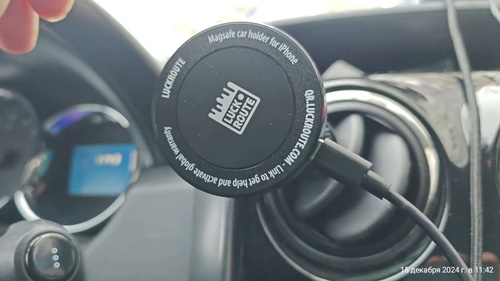 LUCKROUTE
Magsafe car holder for iPhone
QR.LUCKROUTE.COM - Link to get help and activate global warranty
LUCK
ROUTE
15 декабря 2024 г. в 11:42